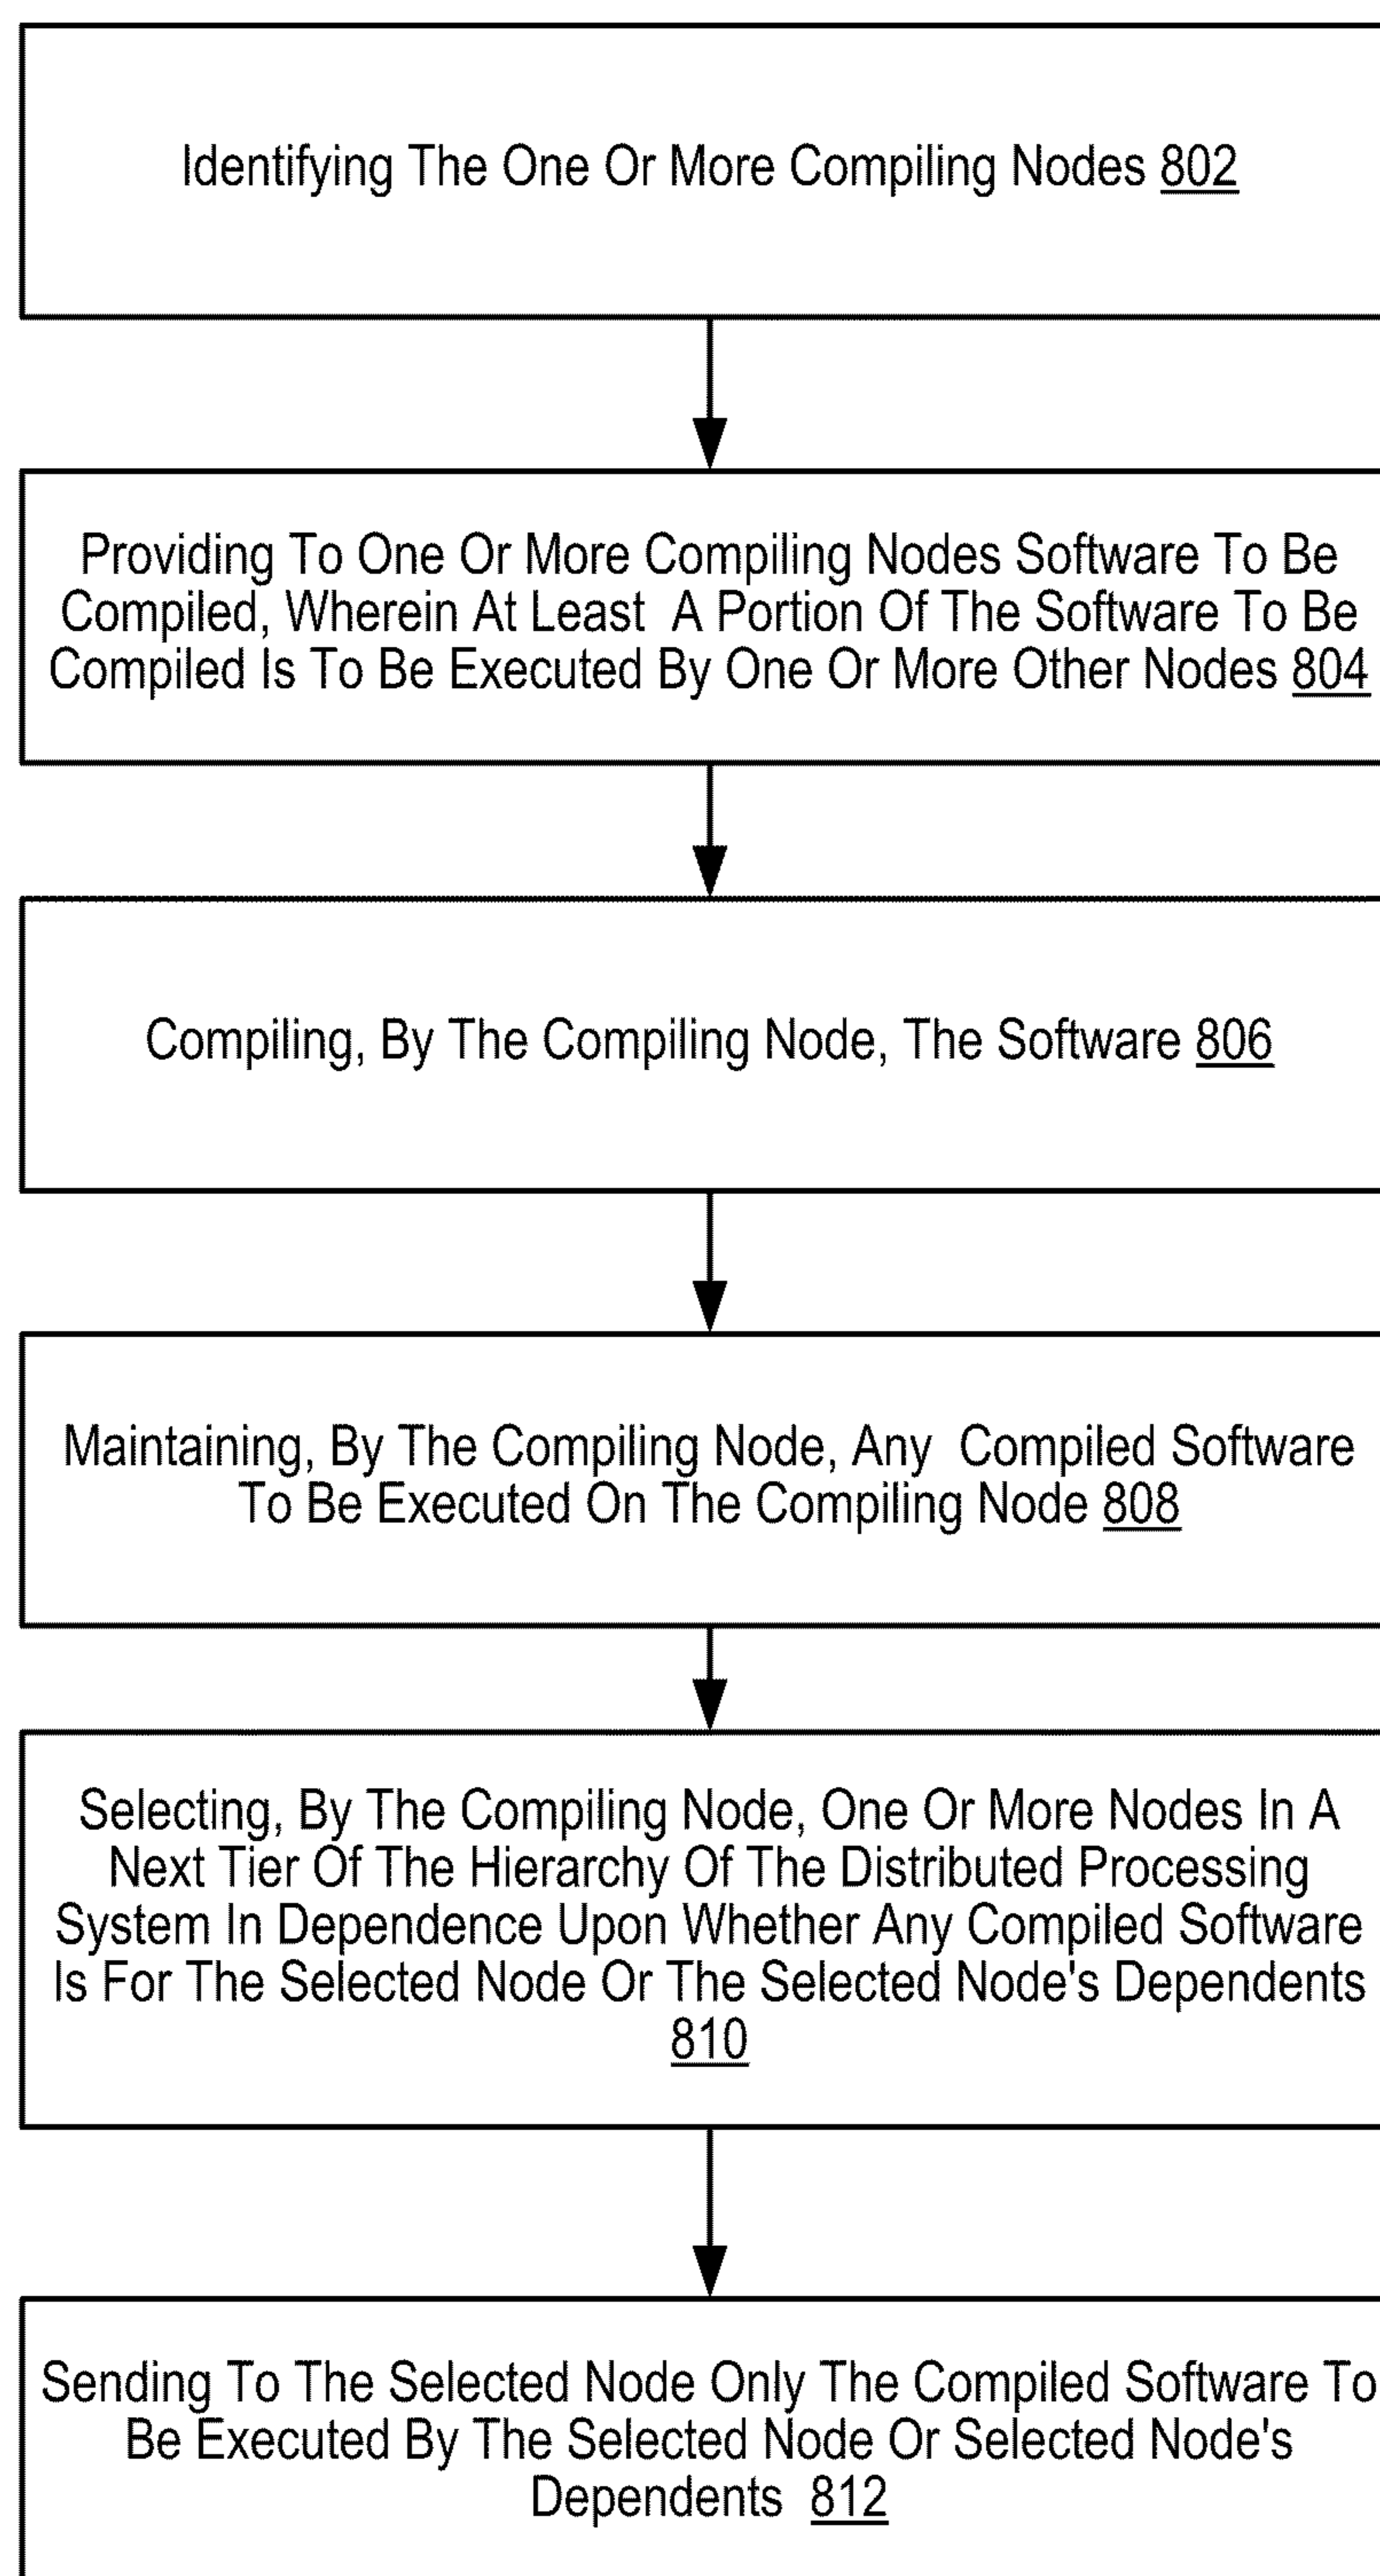 Identifying The One Or More Compiling Nodes 802
Providing To One Or More Compiling Nodes Software To Be
Compiled, Wherein At Least A Portion Of The Software To Be
Compiled Is To Be Executed By One Or More Other Nodes 804
Compiling, By The Compiling Node, The Software 806
Maintaining, By The Compiling Node, Any Compiled Software
To Be Executed On The Compiling Node 808
Selecting, By The Compiling Node, One Or More Nodes In A
Next Tier Of The Hierarchy Of The Distributed Processing
System In Dependence Upon Whether Any Compiled Software
Is For The Selected Node Or The Selected Node's Dependents
810
Sending To The Selected Node Only The Compiled Software To
Be Executed By The Selected Node Or Selected Node's
Dependents 812